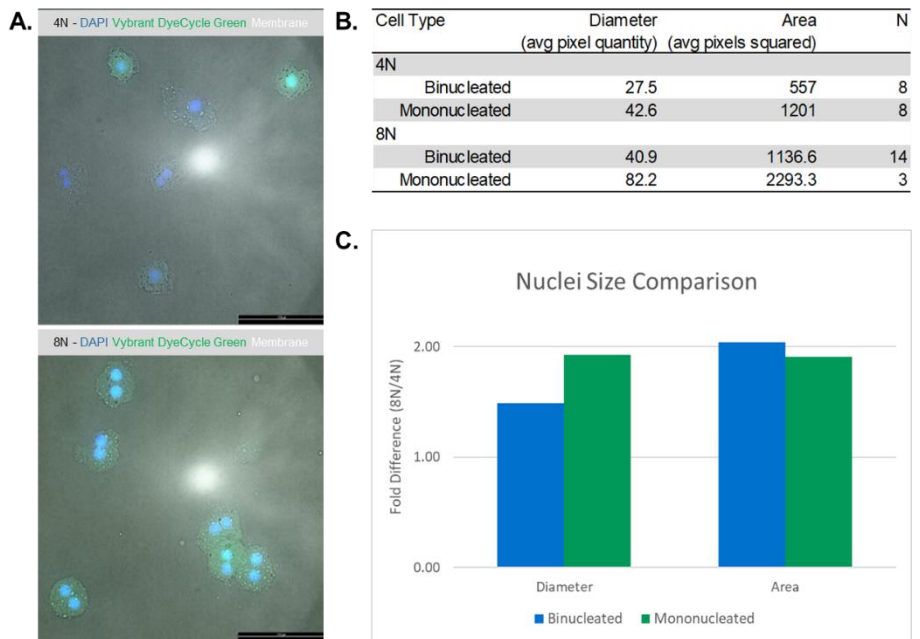 A.
4N - DAPI Vybrant DyeCycle Green Membrane
8N - DAPI Vybrant DyeCycle Green Membrane
B.
Cell Type Diameter Area N
(avg pixel quantity) (avg pixels squared)
4N
Binucleated 27.5 557 8
Mononucleated 42.6 1201 8
8N
Binucleated 40.9 1136.6 14
Mononucleated 82.2 2293.3 3
C.
Nuclei Size Comparison
Fold Difference (8N/4N)
2.00
1.00
0.00
Diameter Area
Binucleated Mononucleated